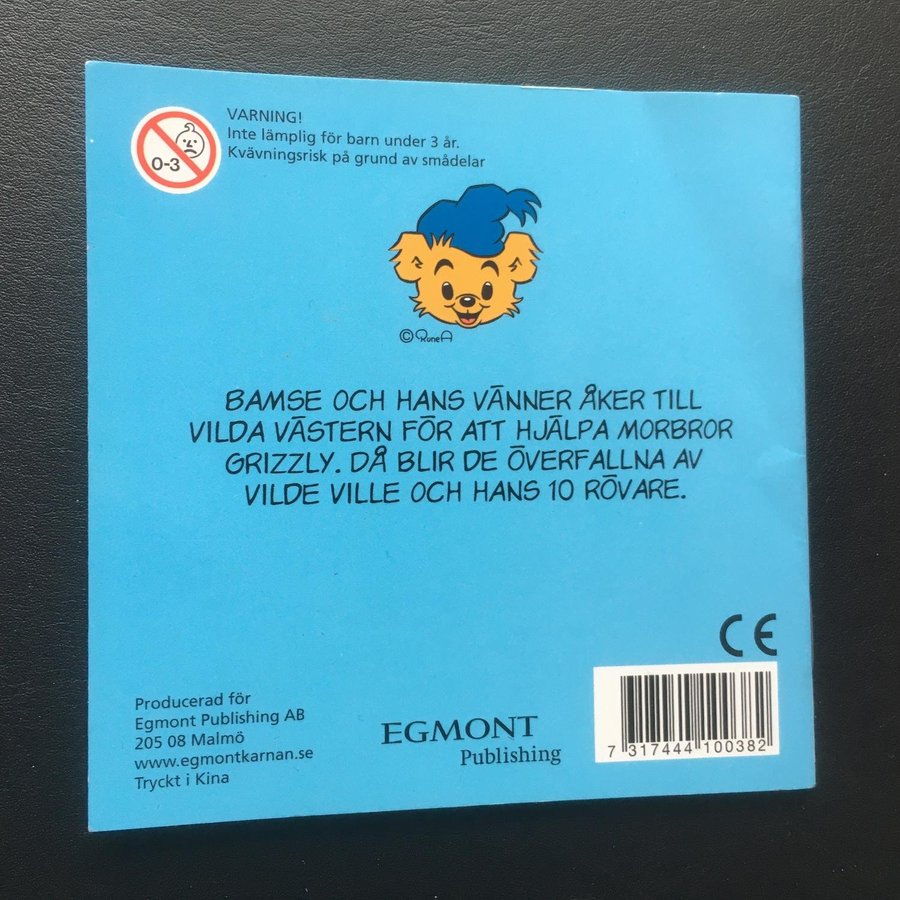 VARNING!
Inte lämplig för barn under 3 år.
Kvävningsrisk på grund av smådelar
0-3
© Rune A
BAMSE OCH HANS VÄNNER ÅKER TILL
VILDA VÄSTERN FÖR ATT HJÄLPA MORBROR
GRIZZLY. DÅ BLIR DE ÖVERFALLNA AV
VILDE VILLE OCH HANS 10 RÖVARE.
CE
Producerad för
Egmont Publishing AB
205 08 Malmö
www.egmontkarnan.se
Tryckt i Kina
EGMONT
Publishing
7 317444 100382